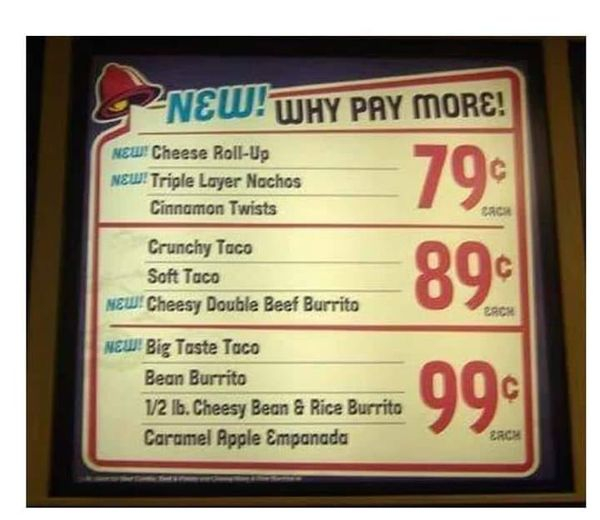 NEW! WHY PAY MORE!
NEW! Cheese Roll-Up
NEW! Triple Layer Nachos
Cinnamon Twists
79¢
EACH
Crunchy Taco
Soft Taco
NEW! Cheesy Double Beef Burrito
89¢
EACH
NEW! Big Taste Taco
Bean Burrito
1/2 lb. Cheesy Bean & Rice Burrito
Caramel Apple Empanada
99¢
EACH